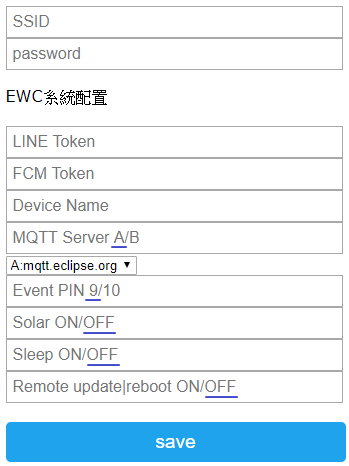 SSID
password
EWC系統配置
LINE Token
FCM Token
Device Name
MQTT Server A/B
A:mqtt.eclipse.org
Event PIN 9/10
Solar ON/OFF
Sleep ON/OFF
Remote update|reboot ON/OFF
save